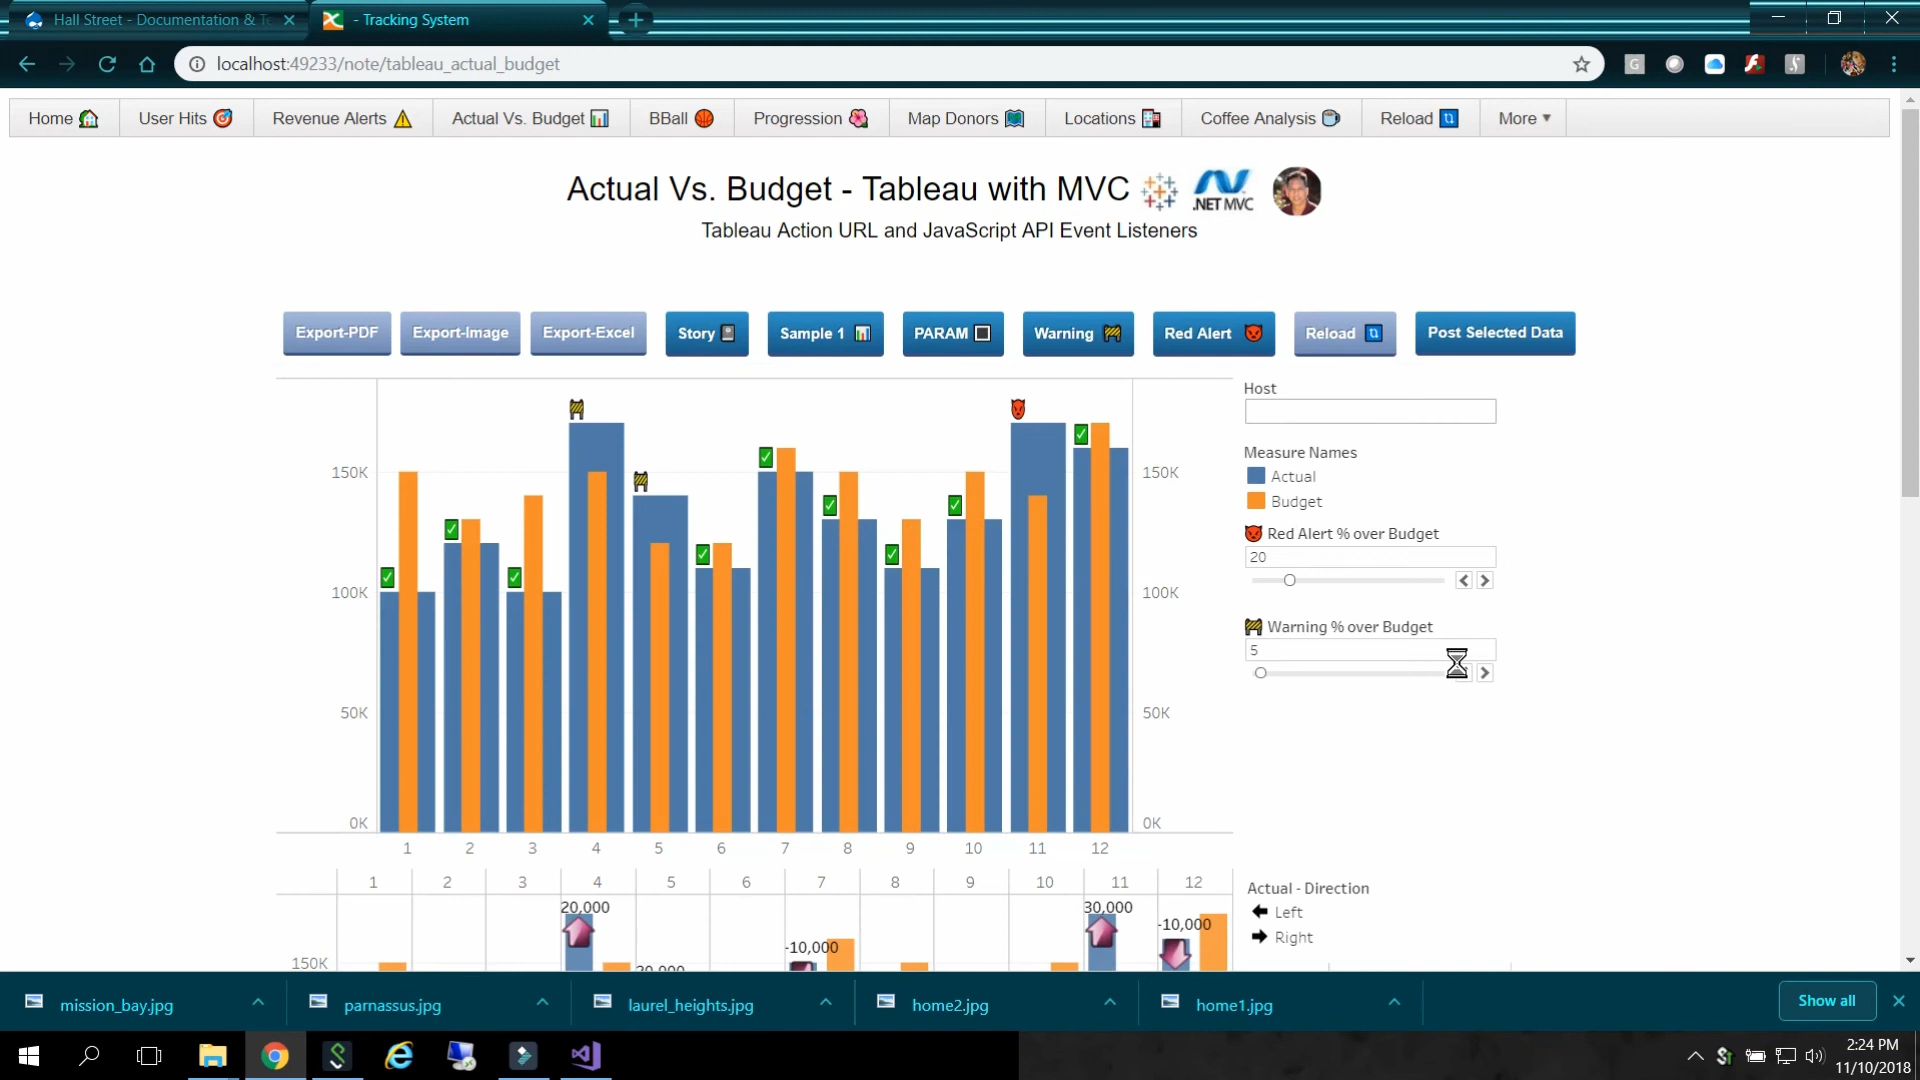 Hall Street - Documentation & Te
- Tracking System
localhost:49233/note/tableau_actual_budget
Home
User Hits
Revenue Alerts
Actual Vs. Budget
BBall
Progression
Map Donors
Locations
Coffee Analysis
Reload
More
Actual Vs. Budget - Tableau with MVC
.NET MVC
Tableau Action URL and JavaScript API Event Listeners
Export-PDF
Export-Image
Export-Excel
Story
Sample 1
PARAM
Warning
Red Alert
Reload
Post Selected Data
150K
100K
50K
0K
150K
100K
50K
0K
1 2 3 4 5 6 7 8 9 10 11 12
Host
Measure Names
Actual
Budget
Red Alert % over Budget
20
Warning % over Budget
5
1 2 3 4 5 6 7 8 9 10 11 12
20,000
30,000
-10,000
-10,000
20,000
150K
Actual - Direction
Left
Right
mission_bay.jpg
parnassus.jpg
laurel_heights.jpg
home2.jpg
home1.jpg
Show all
2:24 PM
11/10/2018